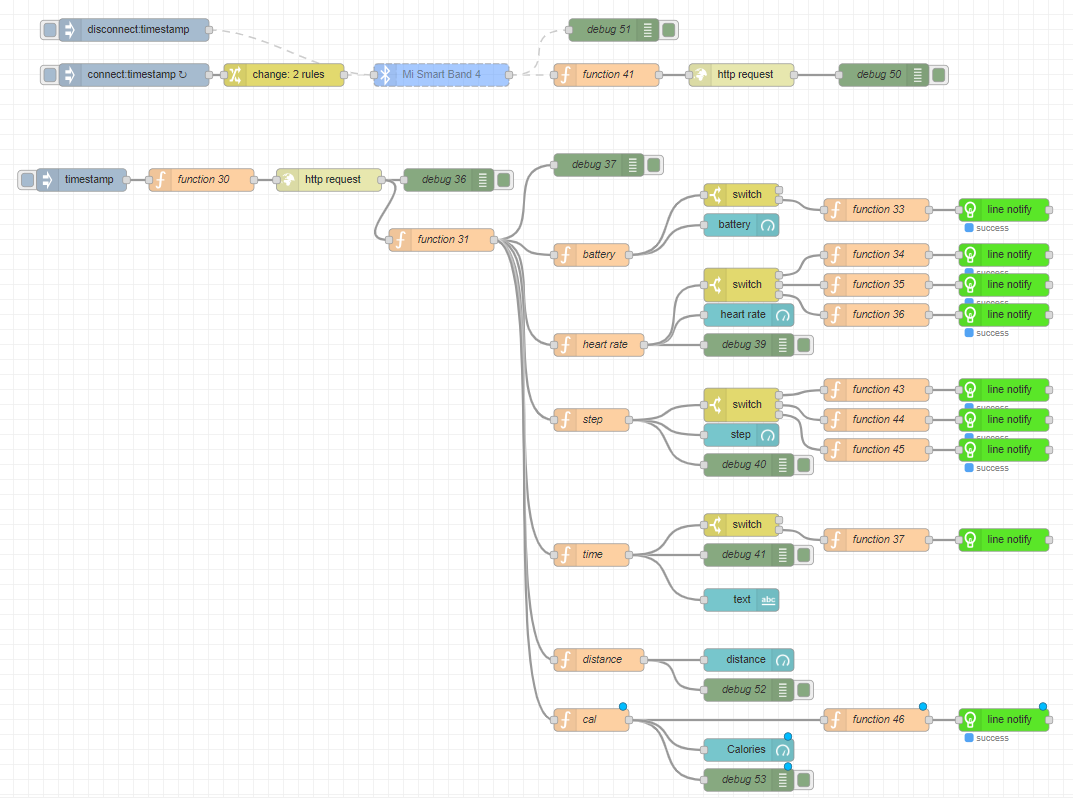 disconnect:timestamp
debug 51
connect:timestamp ↻
change: 2 rules
Mi Smart Band 4
function 41
http request
debug 50
timestamp
function 30
http request
debug 36
debug 37
function 31
battery
switch
battery
function 33
line notify
success
heart rate
switch
heart rate
debug 39
function 34
line notify
success
function 35
line notify
success
function 36
line notify
success
step
switch
step
debug 40
function 43
line notify
success
function 44
line notify
success
function 45
line notify
success
time
switch
debug 41
text
abc
function 37
line notify
distance
distance
debug 52
cal
function 46
line notify
success
Calories
debug 53